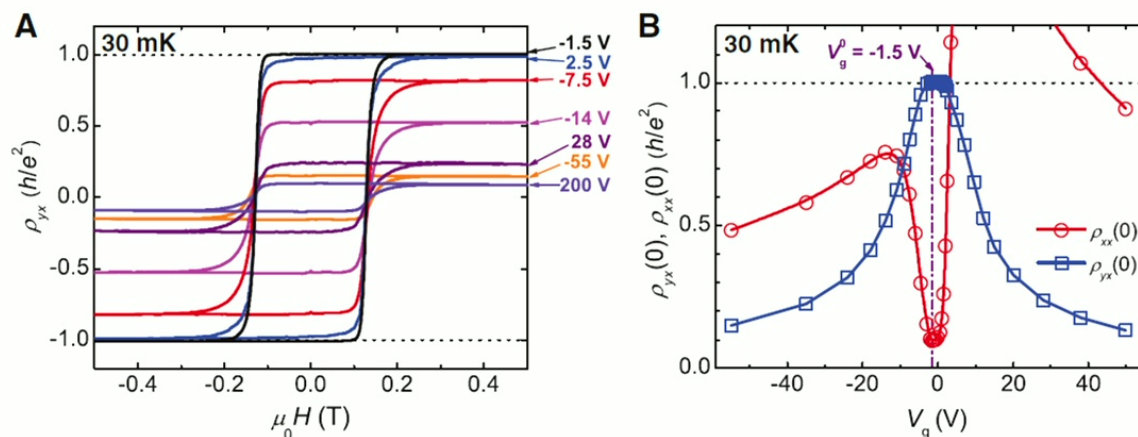 A
30 mK
-1.5 V
2.5 V
-7.5 V
-14 V
28 V
-55 V
200 V
1.0
0.5
0.0
-0.5
-1.0
ρyx (h/e²)
-0.4 -0.2 0.0 0.2 0.4
μ₀H (T)
B
30 mK
Vg⁰ = -1.5 V
1.0
0.5
0.0
ρyx(0), ρxx(0) (h/e²)
ρxx(0)
ρyx(0)
-40 -20 0 20 40
Vg (V)